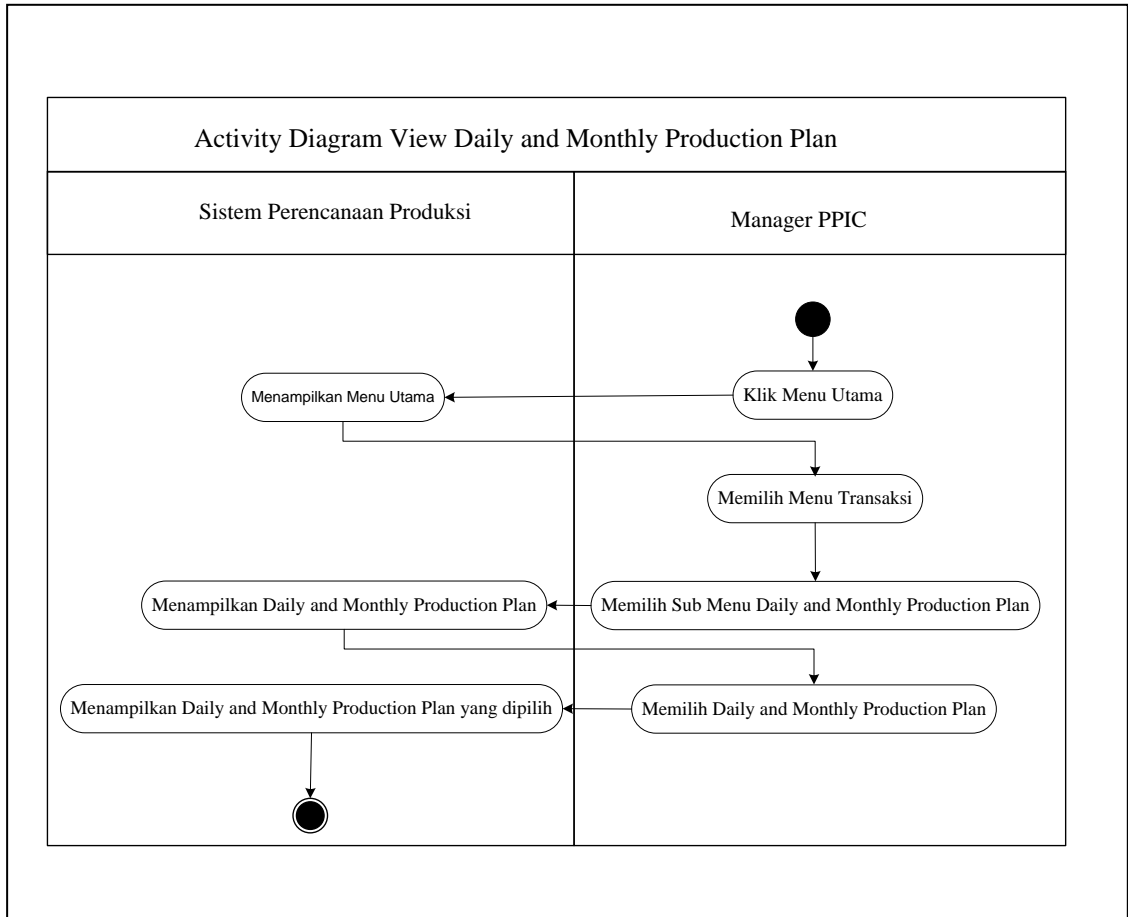 Activity Diagram View Daily and Monthly Production Plan
Sistem Perencanaan Produksi
Manager PPIC
Klik Menu Utama
Menampilkan Menu Utama
Memilih Menu Transaksi
Memilih Sub Menu Daily and Monthly Production Plan
Menampilkan Daily and Monthly Production Plan
Memilih Daily and Monthly Production Plan
Menampilkan Daily and Monthly Production Plan yang dipilih